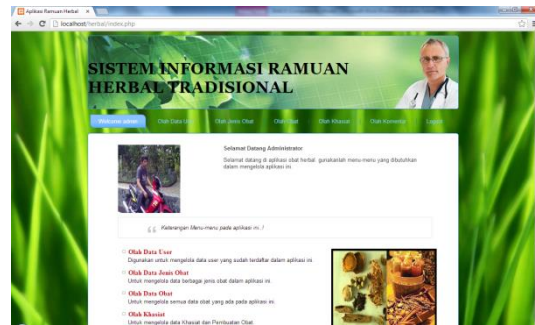 Aplikasi Ramuan Herbal
localhost/herbal/index.php
SISTEM INFORMASI RAMUAN
HERBAL TRADISIONAL
Welcome admin Olah Data User Olah Jenis Obat Olah Obat Olah Khasiat Olah Komentar Logout
Selamat Datang Administrator
Selamat datang di aplikasi obat herbal. gunakanlah menu-menu yang dibutuhkan
dalam mengelola aplikasi ini.
Keterangan Menu-menu pada aplikasi ini..!
Olah Data User
Digunakan untuk mengelola data user yang sudah terdaftar dalam aplikasi ini.
Olah Data Jenis Obat
Untuk mengelola data berbagai jenis obat dalam aplikasi ini.
Olah Data Obat
Untuk mengelola semua data obat yang ada pada aplikasi ini.
Olah Khasiat
Untuk mengelola data Khasiat dan Pembuatan Obat